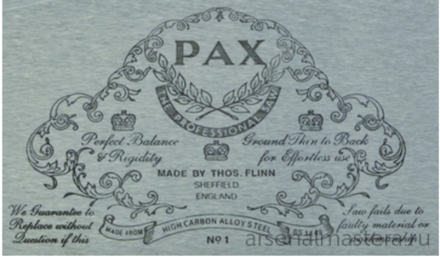 PAX
THE PROFESSIONAL SAW
Perfect Balance
& Rigidity
Ground Thin to Back
for Effortless use
MADE BY THOS. FLINN
SHEFFIELD
ENGLAND
We Guarantee to
Replace without
Question if this
Saw fails due to
faulty material or
MADE FROM
HIGH CARBON ALLOY STEEL
Nº 1
arsenalmastera.ru